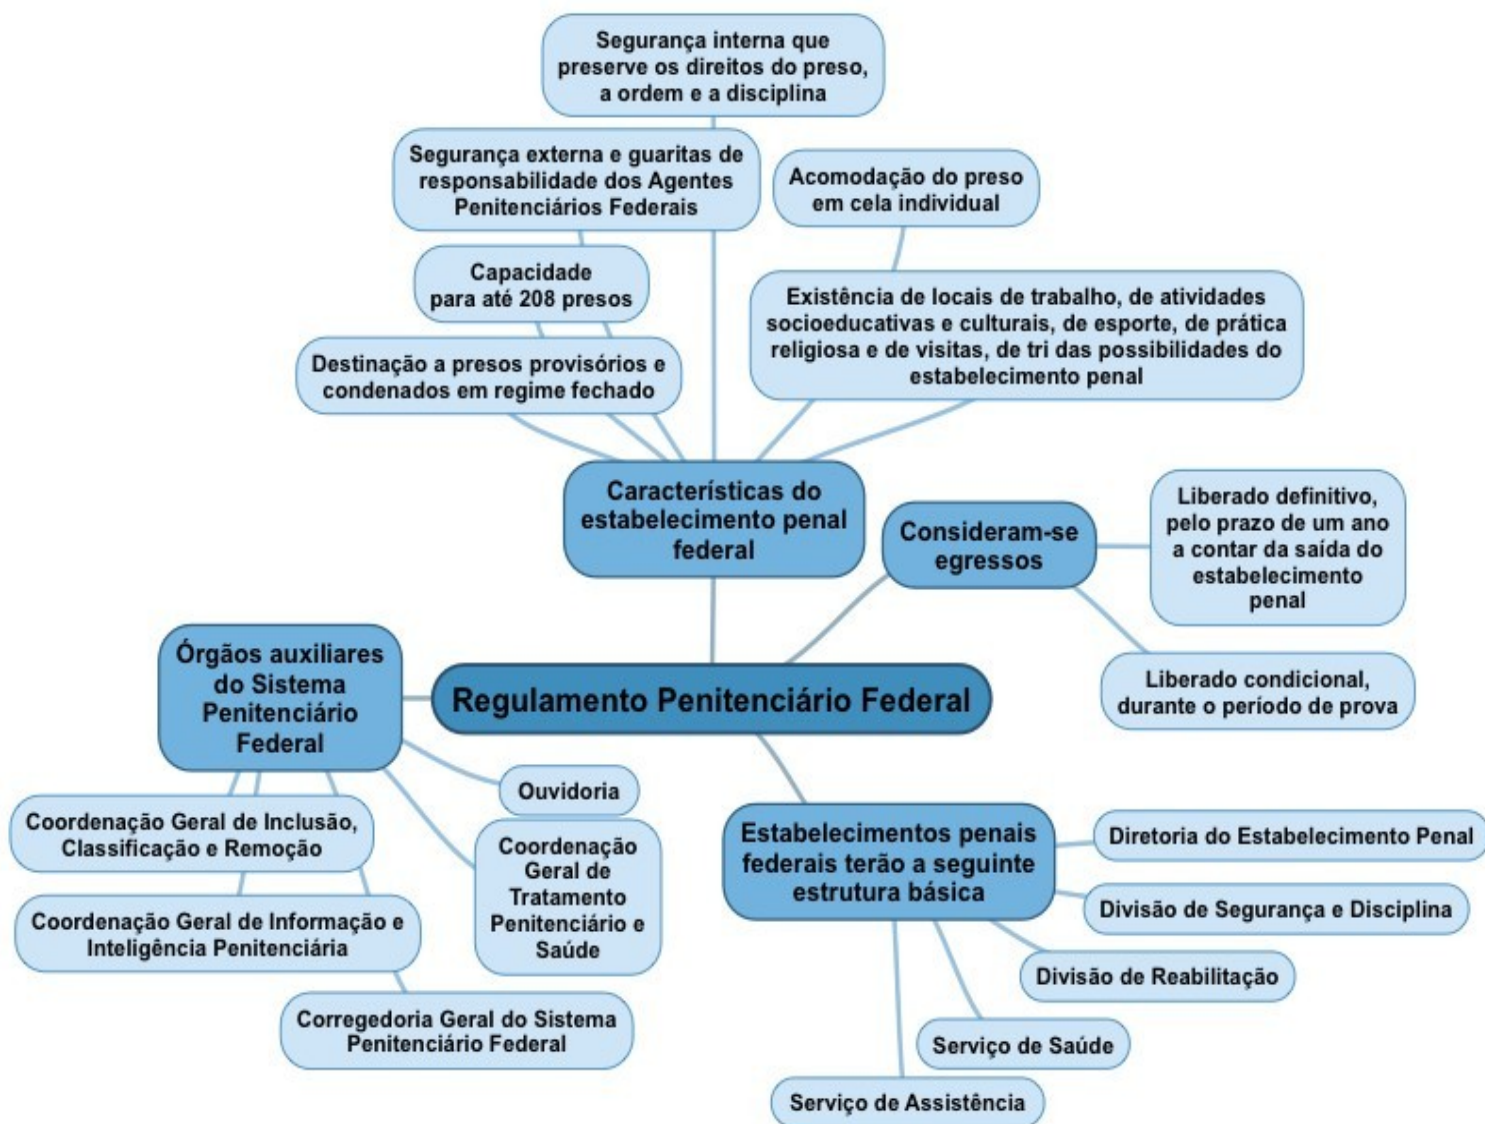 Segurança interna que
preserve os direitos do preso,
a ordem e a disciplina
Segurança externa e guaritas de
responsabilidade dos Agentes
Penitenciários Federais
Acomodação do preso
em cela individual
Capacidade
para até 208 presos
Existência de locais de trabalho, de atividades
socioeducativas e culturais, de esporte, de prática
religiosa e de visitas, de tri das possibilidades do
estabelecimento penal
Destinação a presos provisórios e
condenados em regime fechado
Características do
estabelecimento penal
federal
Consideram-se
egressos
Liberado definitivo,
pelo prazo de um ano
a contar da saída do
estabelecimento
penal
Liberado condicional,
durante o período de prova
Regulamento Penitenciário Federal
Órgãos auxiliares
do Sistema
Penitenciário
Federal
Ouvidoria
Coordenação Geral de Inclusão,
Classificação e Remoção
Coordenação
Geral de
Tratamento
Penitenciário e
Saúde
Coordenação Geral de Informação e
Inteligência Penitenciária
Corregedoria Geral do Sistema
Penitenciário Federal
Estabelecimentos penais
federais terão a seguinte
estrutura básica
Diretoria do Estabelecimento Penal
Divisão de Segurança e Disciplina
Divisão de Reabilitação
Serviço de Saúde
Serviço de Assistência